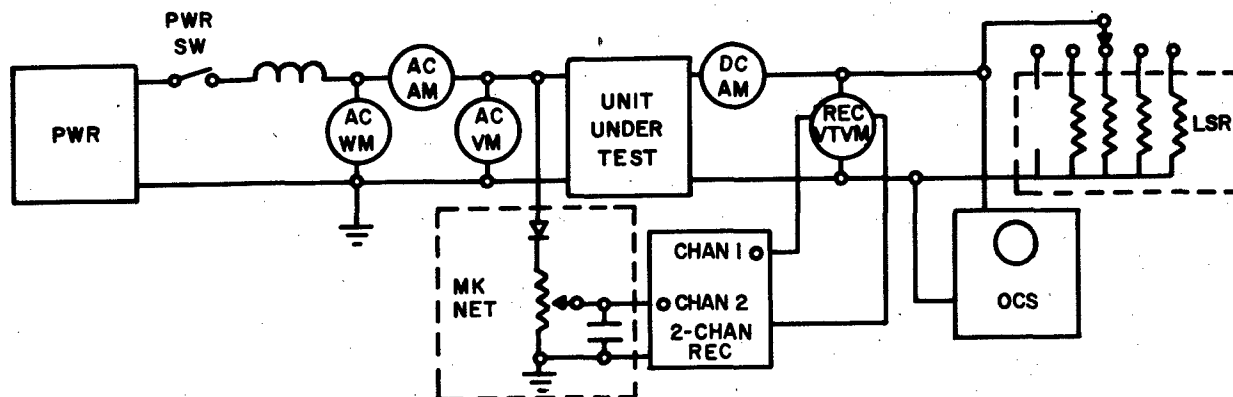 PWR
SW
PWR
AC
AM
AC
WM
AC
VM
UNIT
UNDER
TEST
DC
AM
REC
VTVM
LSR
MK
NET
CHAN 1
CHAN 2
2-CHAN
REC
OCS